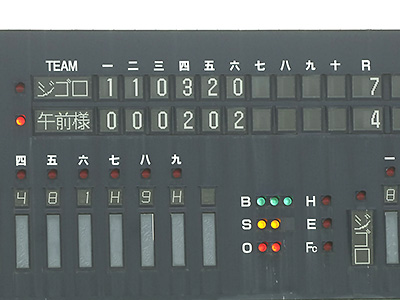 TEAM 一 二 三 四 五 六 七 八 九 十 R
ジゴロ 1 1 0 3 2 0 7
午前様 0 0 0 2 0 2 4
四 五 六 七 八 九 一
4 8 1 H 9 H 8
B H
S E
O Fc
ジゴロ